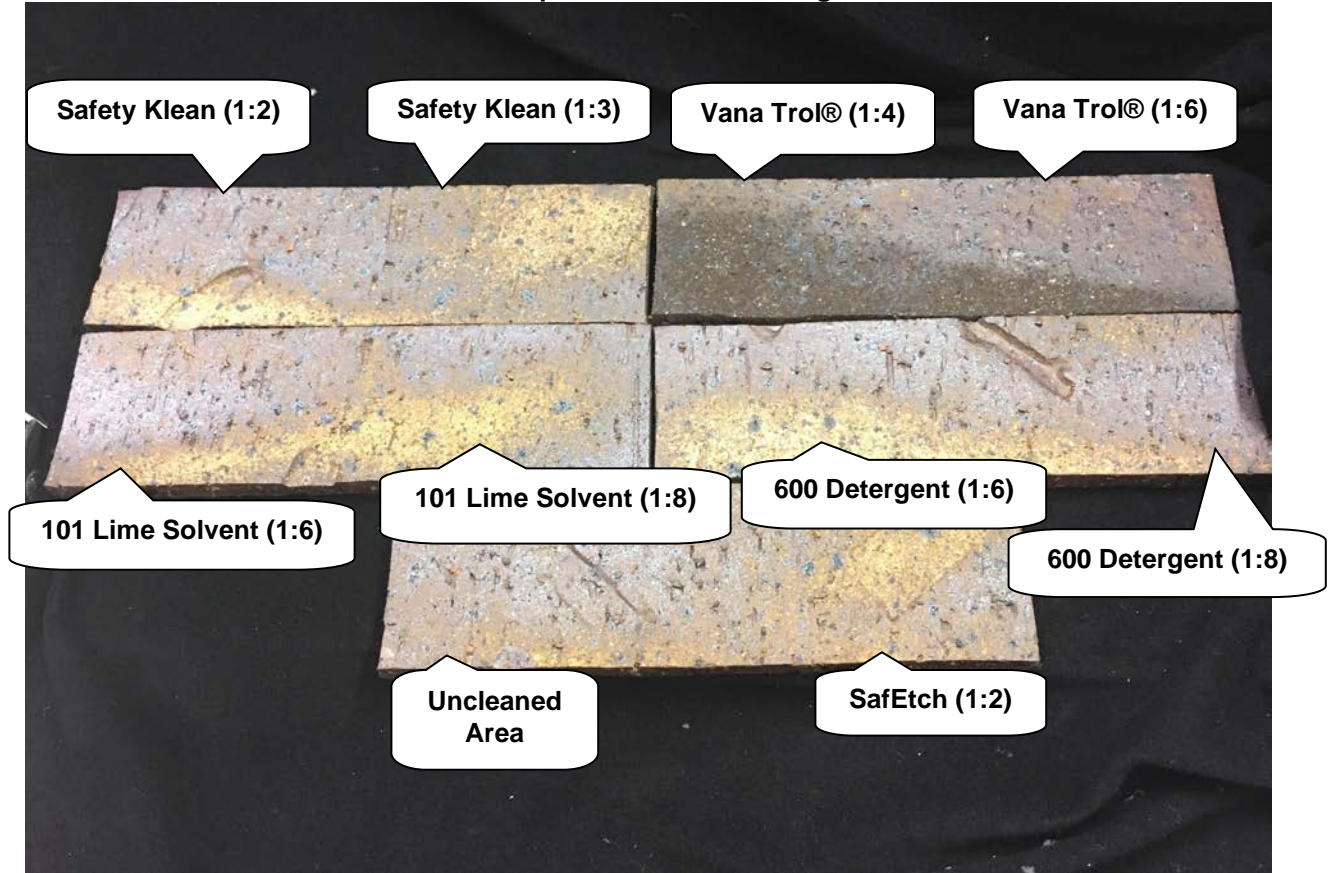 Safety Klean (1:2)
Safety Klean (1:3)
Vana Trol® (1:4)
Vana Trol® (1:6)
101 Lime Solvent (1:6)
101 Lime Solvent (1:8)
600 Detergent (1:6)
600 Detergent (1:8)
Uncleaned
Area
SafEtch (1:2)